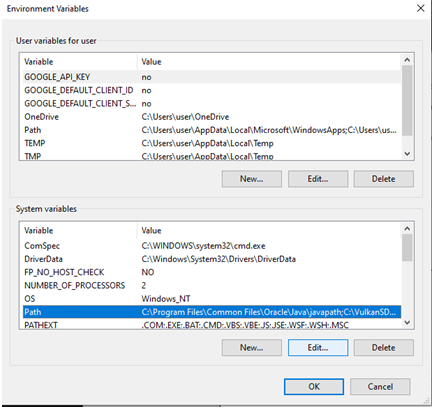 Environment Variables
User variables for user
Variable Value
GOOGLE_API_KEY no
GOOGLE_DEFAULT_CLIENT_ID no
GOOGLE_DEFAULT_CLIENT_S... no
OneDrive C:\Users\user\OneDrive
Path C:\Users\user\AppData\Local\Microsoft\WindowsApps;C:\Users\us...
TEMP C:\Users\user\AppData\Local\Temp
TMP C:\Users\user\AppData\Local\Temp
New... Edit... Delete
System variables
Variable Value
ComSpec C:\WINDOWS\system32\cmd.exe
DriverData C:\Windows\System32\Drivers\DriverData
FP_NO_HOST_CHECK NO
NUMBER_OF_PROCESSORS 2
OS Windows_NT
Path C:\Program Files\Common Files\Oracle\Java\javapath;C:\VulkanSD...
PATHEXT .COM;.EXE;.BAT;.CMD;.VBS;.VBE;.JS;.JSE;.WSF;.WSH;.MSC
New... Edit... Delete
OK Cancel